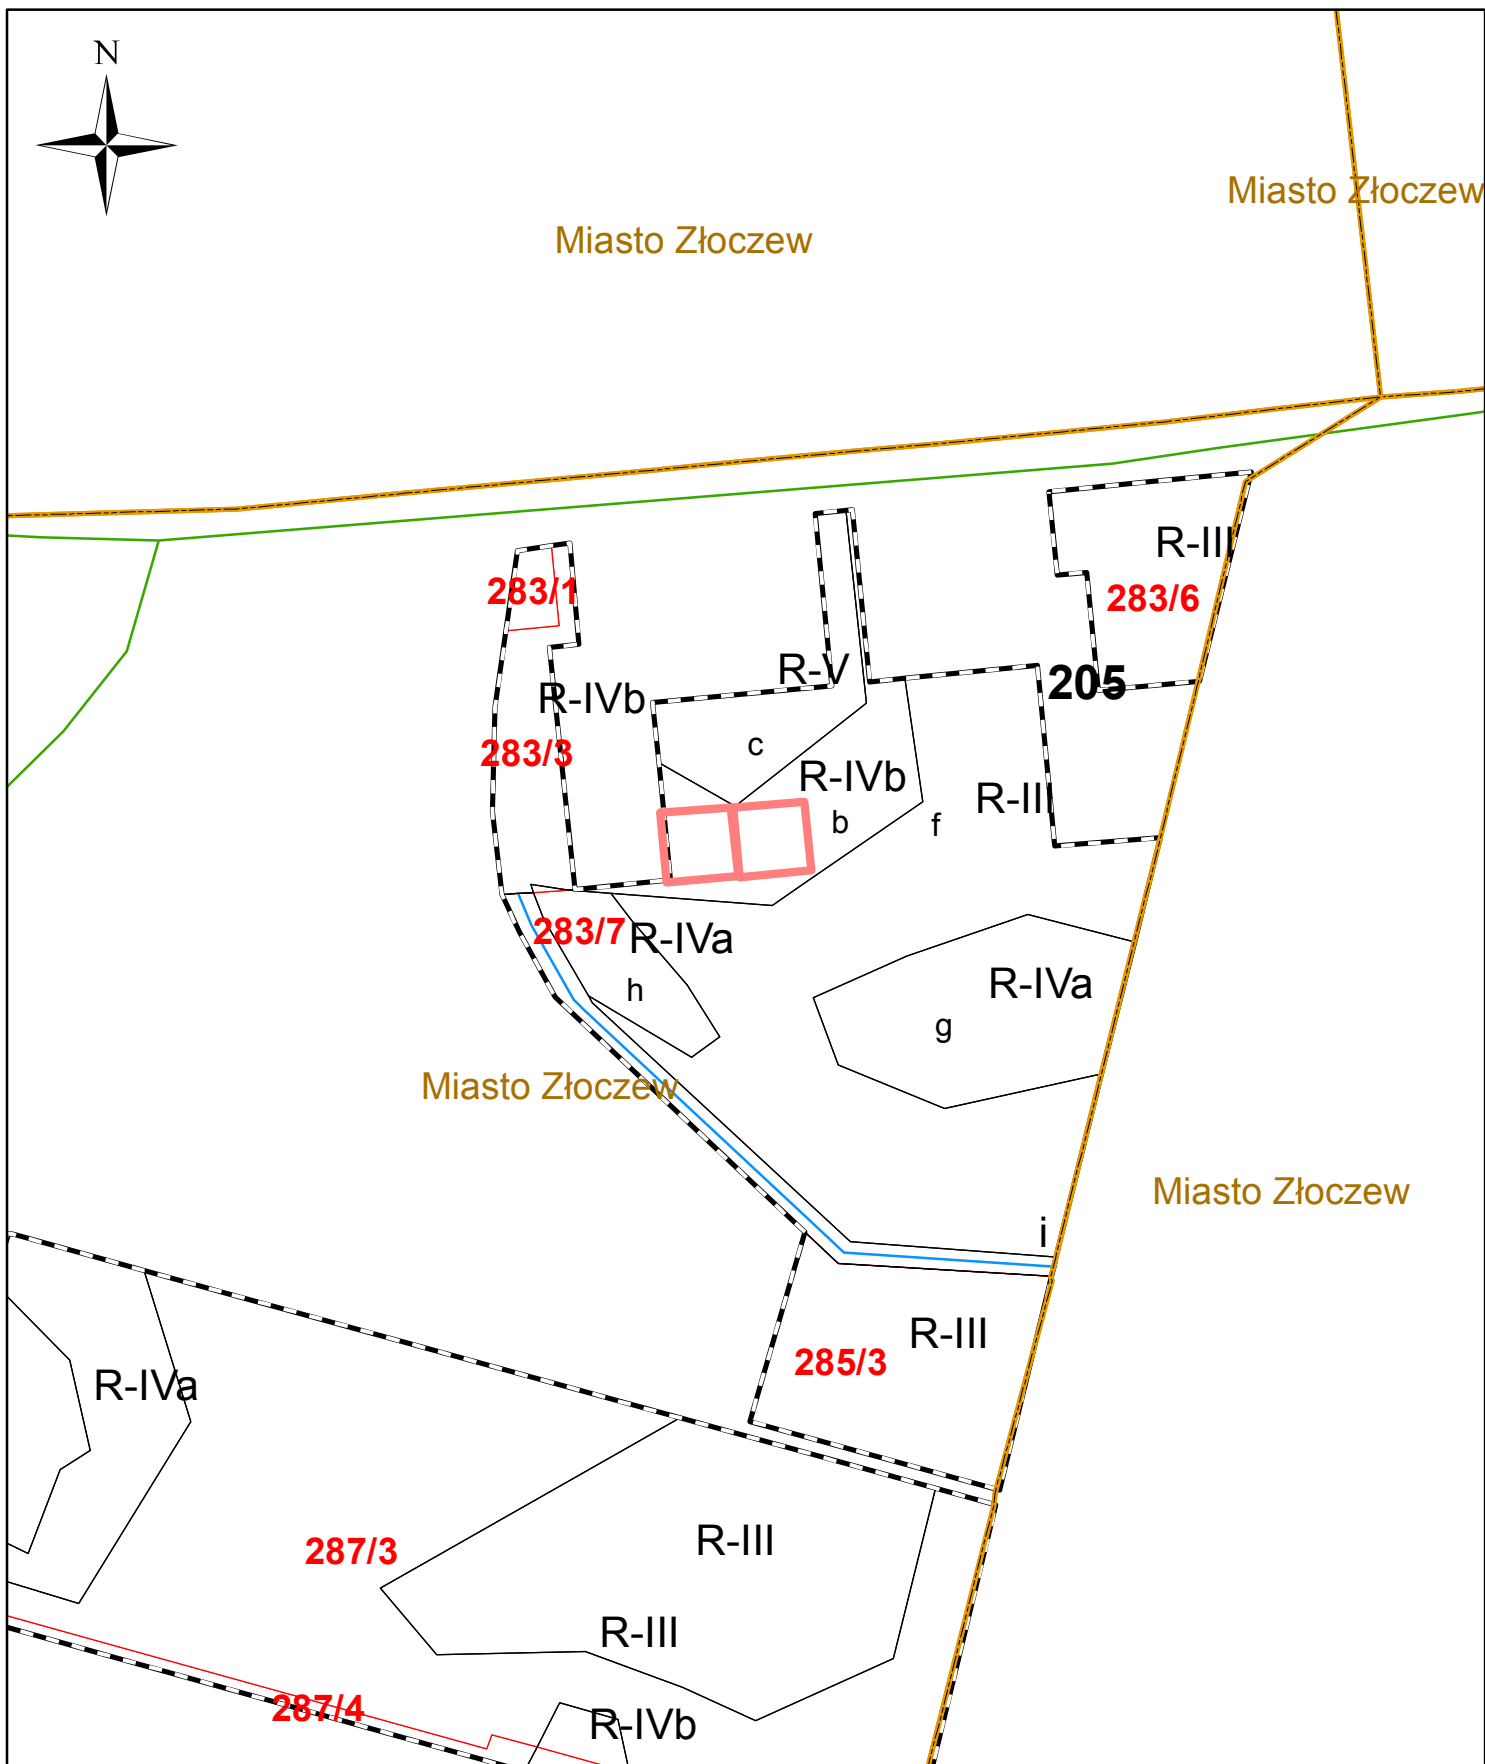 N
Miasto Złoczew
Miasto Złoczew
R-III
283/1
283/6
R-V
205
R-IVb
c
283/3
R-IVb
R-III
b
f
283/7
R-IVa
R-IVa
h
g
Miasto Złoczew
Miasto Złoczew
i
R-III
285/3
R-IVa
R-III
287/3
R-III
287/4
R-IVb